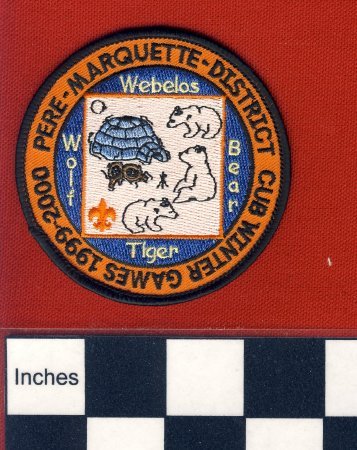 PERE-MARQUETTE-DISTRICT CUB WINTER GAMES 1999-2000
Webelos
Wolf
Bear
Tiger
Inches